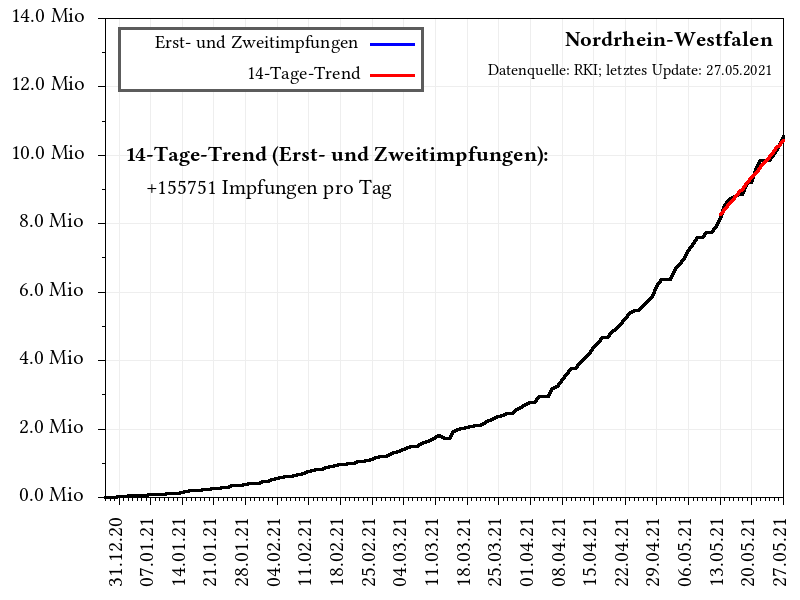 14.0 Mio
12.0 Mio
10.0 Mio
8.0 Mio
6.0 Mio
4.0 Mio
2.0 Mio
0.0 Mio
Erst- und Zweitimpfungen
14-Tage-Trend
Nordrhein-Westfalen
Datenquelle: RKI; letztes Update: 27.05.2021
14-Tage-Trend (Erst- und Zweitimpfungen):
+155751 Impfungen pro Tag
31.12.20
07.01.21
14.01.21
21.01.21
28.01.21
04.02.21
11.02.21
18.02.21
25.02.21
04.03.21
11.03.21
18.03.21
25.03.21
01.04.21
08.04.21
15.04.21
22.04.21
29.04.21
06.05.21
13.05.21
20.05.21
27.05.21